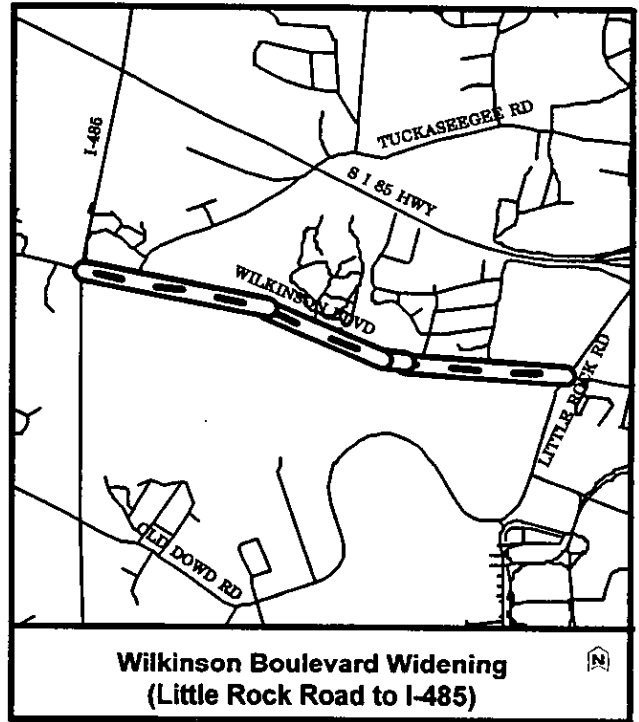 I-485
TUCKASEEGEE RD
S I 85 HWY
WILKINSON BLVD
LITTLE ROCK RD
OLD DOWD RD
Wilkinson Boulevard Widening
(Little Rock Road to I-485)
N